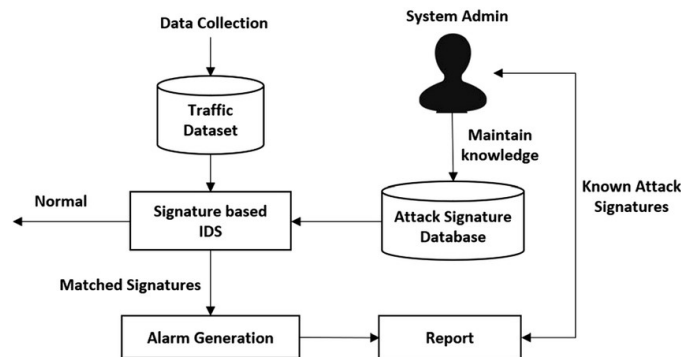 Data Collection
System Admin
Traffic
Dataset
Maintain
knowledge
Known Attack
Signatures
Normal
Signature based
IDS
Attack Signature
Database
Matched Signatures
Alarm Generation
Report